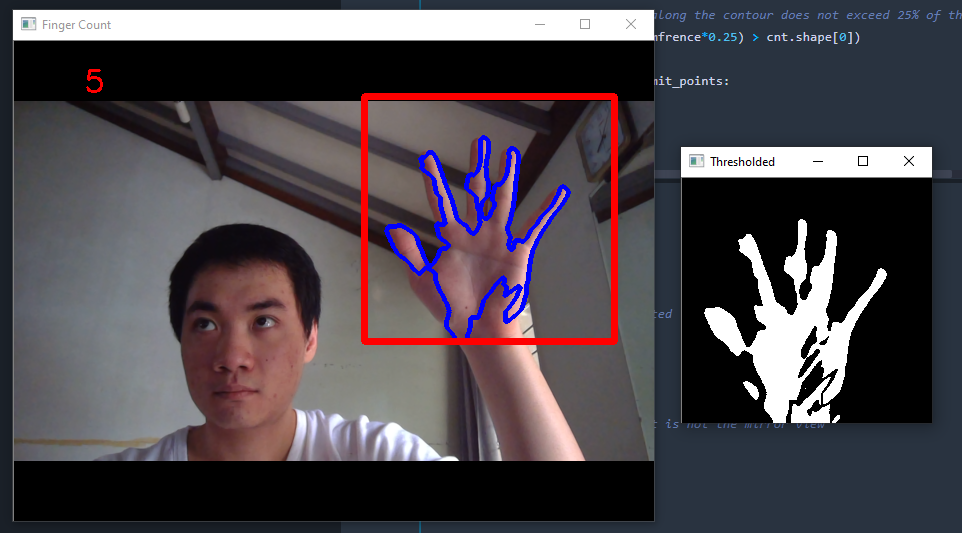 Finger Count
5
along the contour does not exceed 25% of th
mfrence*0.25) > cnt.shape[0])
mit_points:
Thresholded
ted
t is not the mirror view